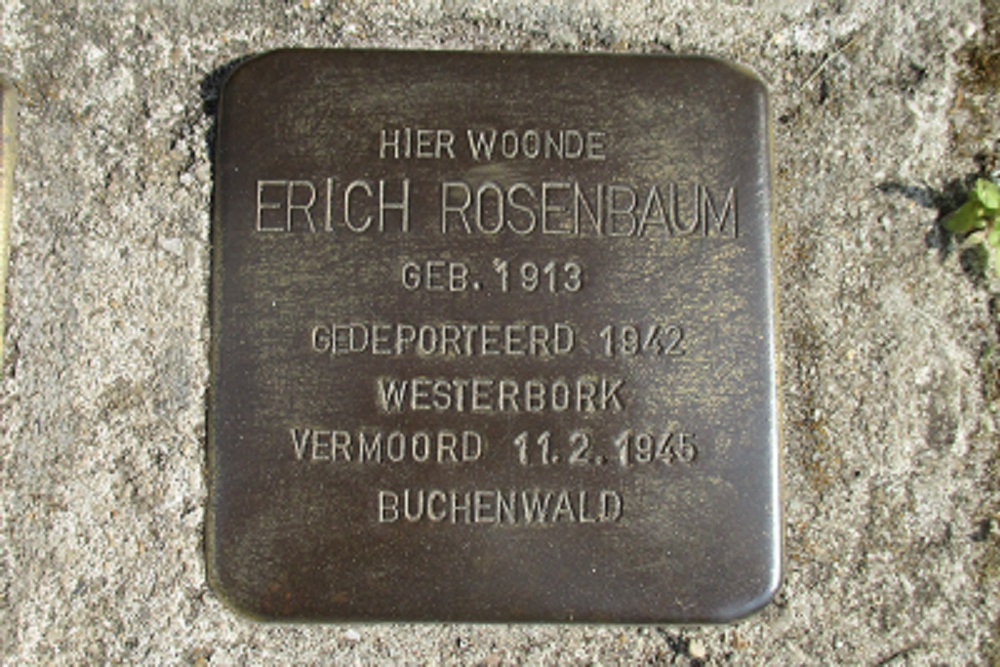 HIER WOONDE
ERICH ROSENBAUM
GEB. 1913
GEDEPORTEERD 1942
WESTERBORK
VERMOORD 11.2.1945
BUCHENWALD